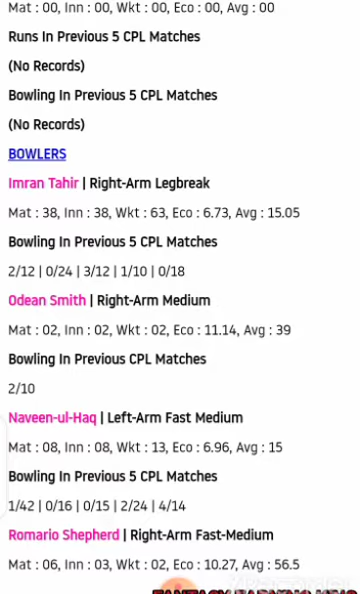 Mat : 00, Inn : 00, Wkt : 00, Eco : 00, Avg : 00
Runs In Previous 5 CPL Matches
(No Records)
Bowling In Previous 5 CPL Matches
(No Records)
BOWLERS
Imran Tahir | Right-Arm Legbreak
Mat : 38, Inn : 38, Wkt : 63, Eco : 6.73, Avg : 15.05
Bowling In Previous 5 CPL Matches
2/12 | 0/24 | 3/12 | 1/10 | 0/18
Odean Smith | Right-Arm Medium
Mat : 02, Inn : 02, Wkt : 02, Eco : 11.14, Avg : 39
Bowling In Previous CPL Matches
2/10
Naveen-ul-Haq | Left-Arm Fast Medium
Mat : 08, Inn : 08, Wkt : 13, Eco : 6.96, Avg : 15
Bowling In Previous 5 CPL Matches
1/42 | 0/16 | 0/15 | 2/24 | 4/14
Romario Shepherd | Right-Arm Fast-Medium
Mat : 06, Inn : 03, Wkt : 02, Eco : 10.27, Avg : 56.5